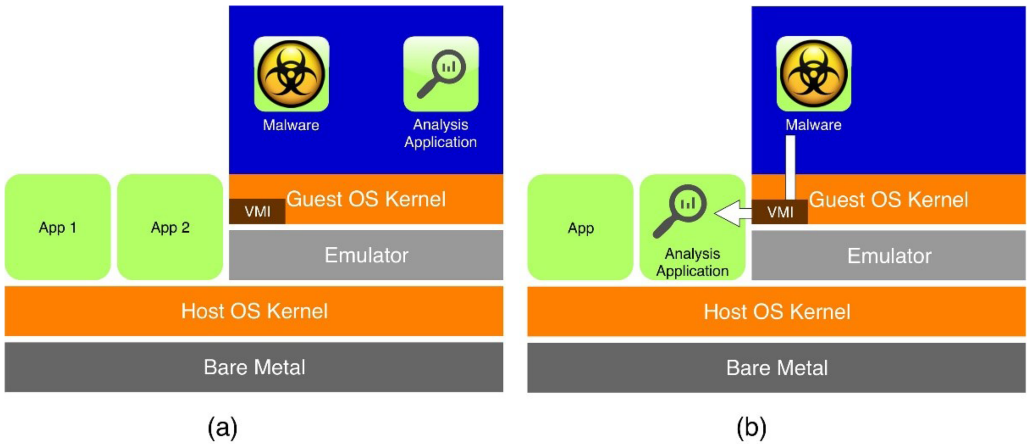 Malware
Analysis
Application
App 1
App 2
Guest OS Kernel
VMI
Emulator
Host OS Kernel
Bare Metal
(a)
Malware
App
Analysis
Application
Guest OS Kernel
VMI
Emulator
Host OS Kernel
Bare Metal
(b)